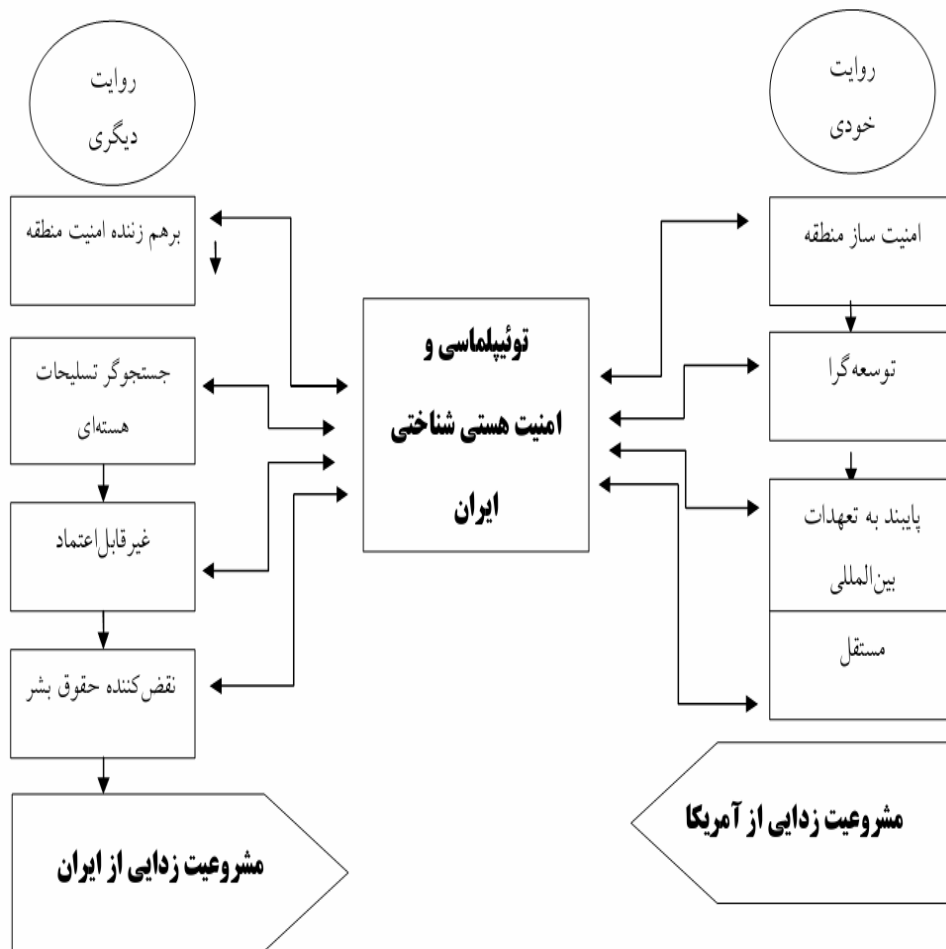 روایت
خودی
امنیت ساز منطقه
توسعه‌گرا
پایبند به تعهدات
بین‌المللی
مستقل
مشروعیت زدایی از آمریکا
توئیپلماسی و
امنیت هستی شناختی
ایران
روایت
دیگری
برهم زننده امنیت منطقه
جستجوگر تسلیحات
هسته‌ای
غیرقابل‌اعتماد
نقض‌کننده حقوق بشر
مشروعیت زدایی از ایران